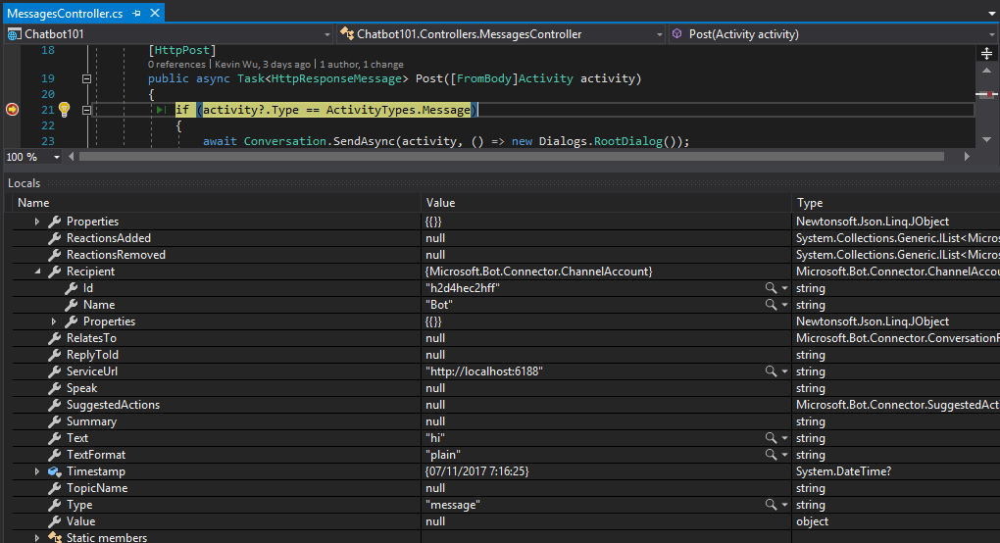 MessagesController.cs
Chatbot101 Chatbot101.Controllers.MessagesController Post(Activity activity)
18 [HttpPost]
0 references | Kevin Wu, 3 days ago | 1 author, 1 change
19 public async Task<HttpResponseMessage> Post([FromBody]Activity activity)
20 {
21 if (activity?.Type == ActivityTypes.Message)
22 {
23 await Conversation.SendAsync(activity, () => new Dialogs.RootDialog());
100 %
Locals
Name Value Type
Properties {{}} Newtonsoft.Json.Linq.JObject
ReactionsAdded null System.Collections.Generic.IList<Micros
ReactionsRemoved null System.Collections.Generic.IList<Micros
Recipient {Microsoft.Bot.Connector.ChannelAccount} Microsoft.Bot.Connector.ChannelAccou
Id "h2d4hec2hff" string
Name "Bot" string
Properties {{}} Newtonsoft.Json.Linq.JObject
RelatesTo null Microsoft.Bot.Connector.ConversationR
ReplyToId null string
ServiceUrl "http://localhost:6188" string
Speak null string
SuggestedActions null Microsoft.Bot.Connector.SuggestedAct
Summary null string
Text "hi" string
TextFormat "plain" string
Timestamp {07/11/2017 7:16:25} System.DateTime?
TopicName null string
Type "message" string
Value null object
Static members